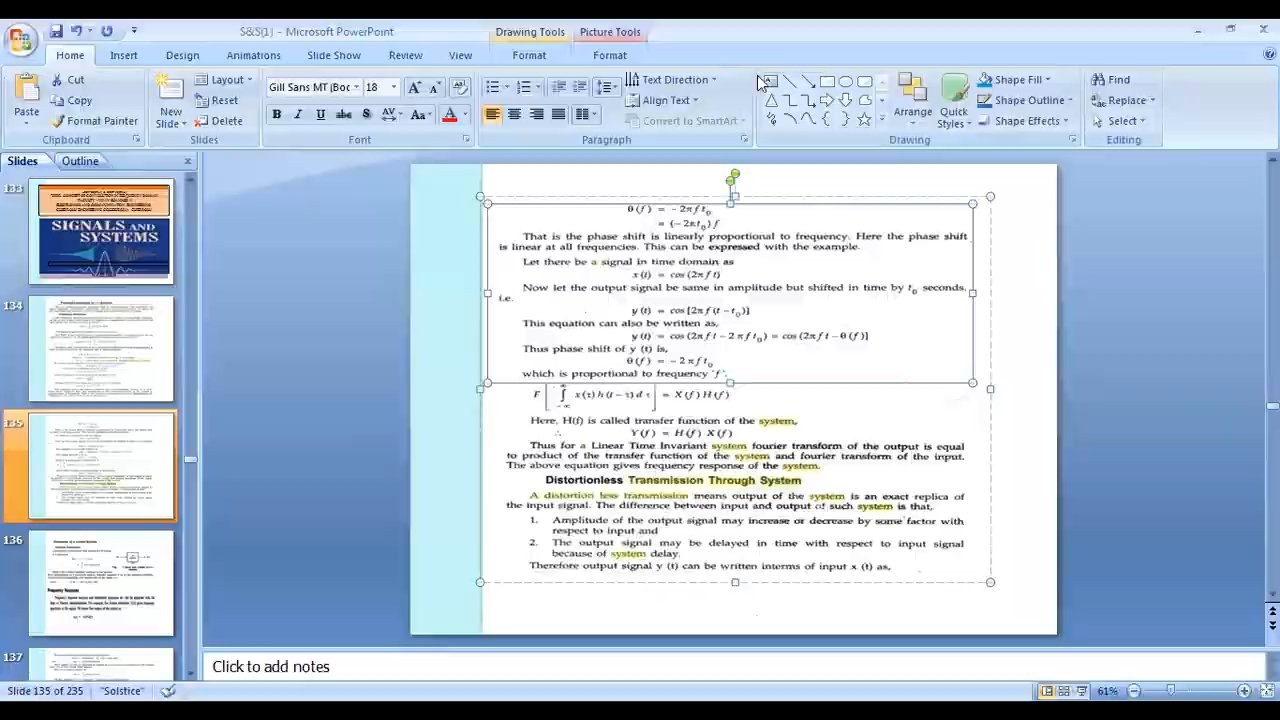 S&S(1) - Microsoft PowerPoint
Drawing Tools
Picture Tools
Home
Insert
Design
Animations
Slide Show
Review
View
Format
Format
Paste
Cut
Copy
Format Painter
Clipboard
New Slide
Layout
Reset
Delete
Slides
Gill Sans MT (Boc
18
B I U abc S AV Aa A
Font
Text Direction
Align Text
Convert to SmartArt
Paragraph
Arrange
Quick Styles
Shape Fill
Shape Outline
Shape Effects
Drawing
Find
Replace
Select
Editing
Slides
Outline
133
SIGNALS AND
SYSTEMS
134
135
136
137
θ(f) = − 2π f t0
= (−2πt0) f
That is the phase shift is linearly proportional to frequency. Here the phase shift
is linear at all frequencies. This can be expressed with the example.
Let there be a signal in time domain as
x(t) = cos (2π f t)
Now let the output signal be same in amplitude but shifted in time by t0 seconds,
i.e.
y(t) = cos [2π f (t−t0)]
This equation can also be written as,
y(t) = cos (2π f t − 2 π f t0) = cos [2π f t − θ (f)]
Thus phase shift of y (t) is,
θ(f) = − 2 π f t0
which is proportional to frequency 'f'.
F [ ∫ x(τ) h (t−τ) d τ ] = X(f) H(f)
Here, H(f) is called transfer function of the system,
∴ Y(f) = H(f) X(f)
Thus for a Linear Time Invariant system fourier transform of the output is equal
to product of the transfer function of the system and fourier transform of the input.
The above equation gives frequency response of the system.
Distortionless Transmission Through System
A distortion less transmission means output of the system is an exact replica of
the input signal. The difference between input and output of such system is that,
1. Amplitude of the output signal may increase or decrease by some factor with
respect to input and
2. The output signal may be delayed in time with respect to input signal
because of system delay.
Therefore output signal y (t) can be written interms of input x (t) as,
Click to add notes
Slide 135 of 235
"Solstice"
61%